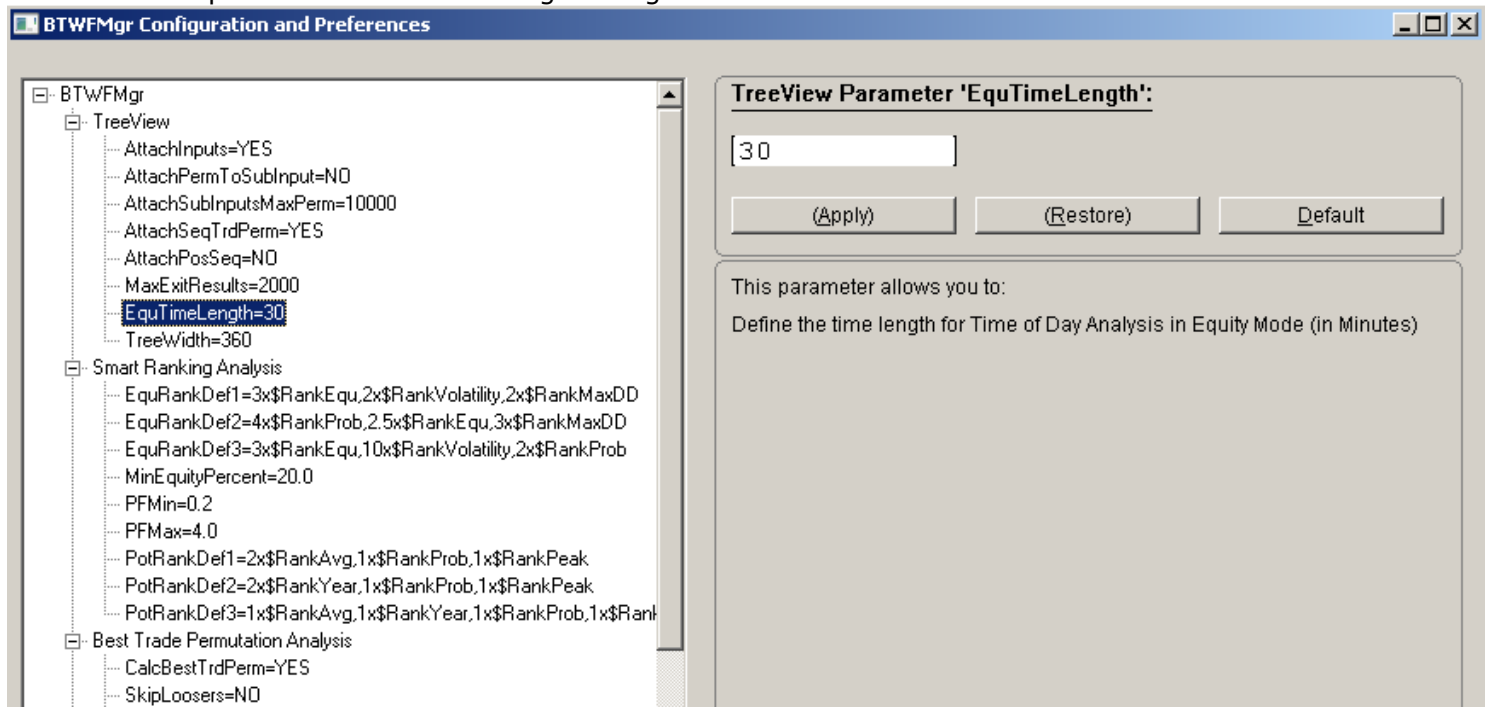 BTWFMgr Configuration and Preferences
BTWFMgr
TreeView
AttachInputs=YES
AttachPermToSubInput=NO
AttachSubInputsMaxPerm=10000
AttachSeqTrdPerm=YES
AttachPosSeq=NO
MaxExitResults=2000
EquTimeLength=30
TreeWidth=360
Smart Ranking Analysis
EquRankDef1=3x$RankEqu,2x$RankVolatility,2x$RankMaxDD
EquRankDef2=4x$RankProb,2.5x$RankEqu,3x$RankMaxDD
EquRankDef3=3x$RankEqu,10x$RankVolatility,2x$RankProb
MinEquityPercent=20.0
PFMin=0.2
PFMax=4.0
PotRankDef1=2x$RankAvg,1x$RankProb,1x$RankPeak
PotRankDef2=2x$RankYear,1x$RankProb,1x$RankPeak
PotRankDef3=1x$RankAvg,1x$RankYear,1x$RankProb,1x$Rank
Best Trade Permutation Analysis
CalcBestTrdPerm=YES
SkipLoosers=NO
TreeView Parameter 'EquTimeLength':
30
(Apply) (Restore) Default
This parameter allows you to:
Define the time length for Time of Day Analysis in Equity Mode (in Minutes)